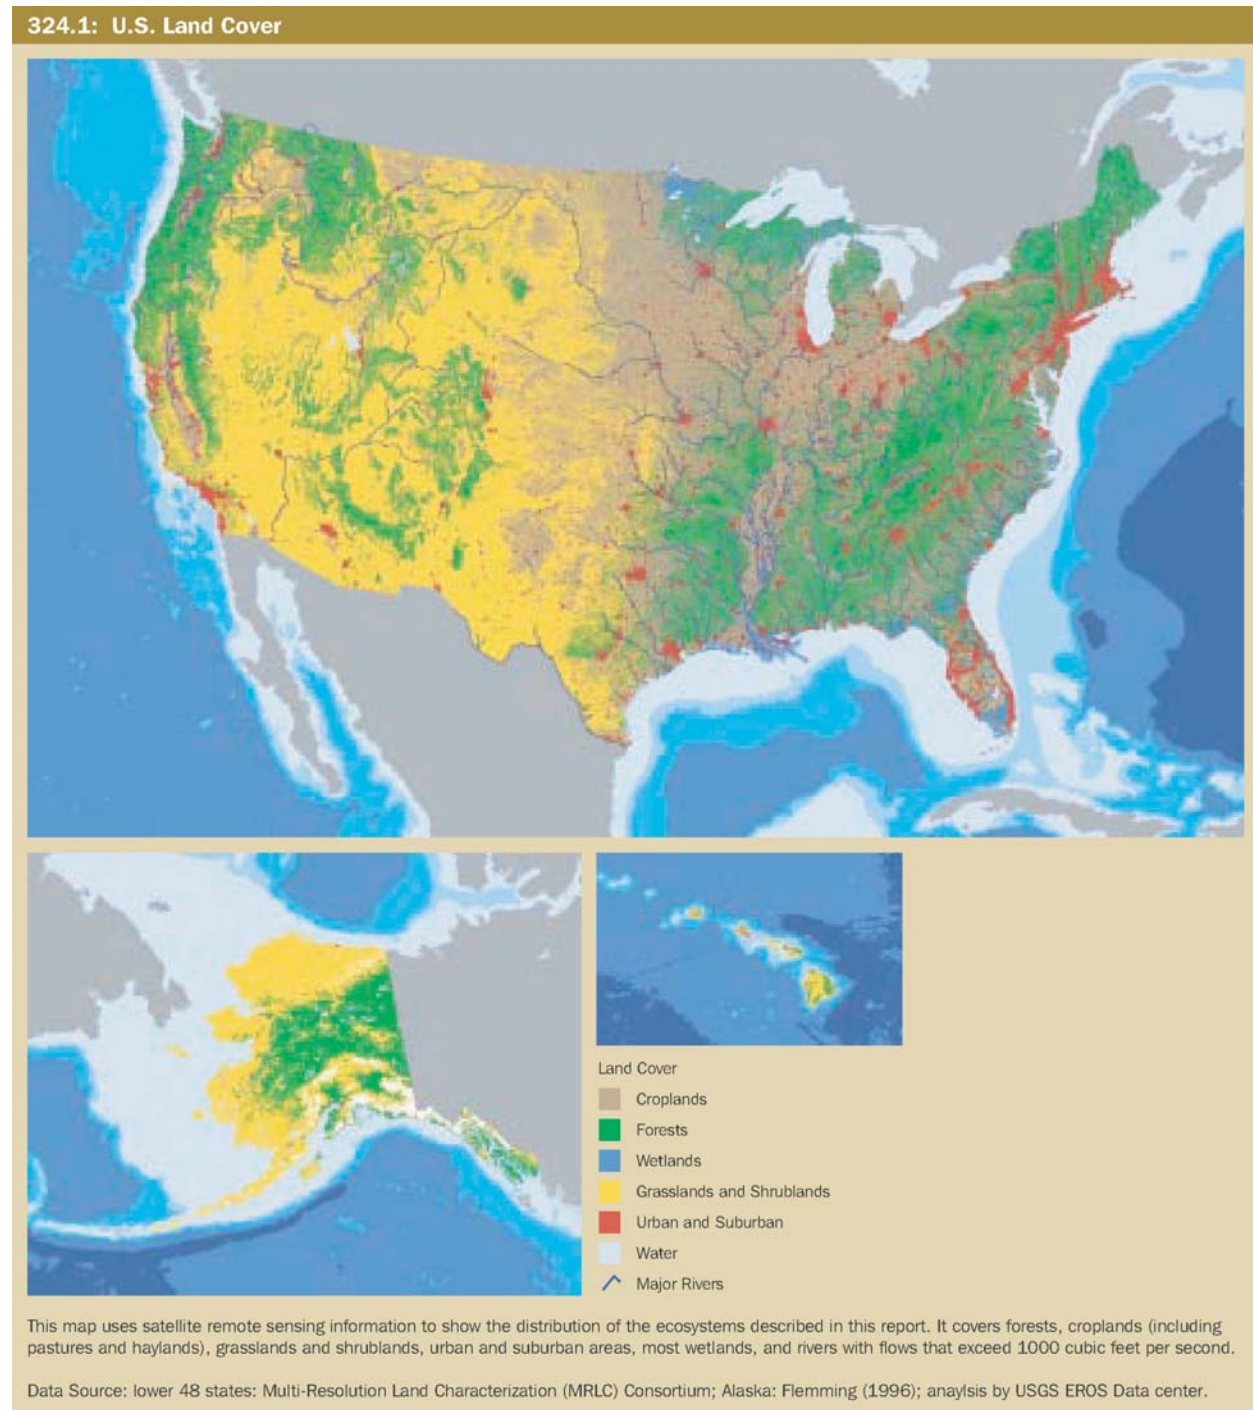 324.1: U.S. Land Cover
Land Cover
Croplands
Forests
Wetlands
Grasslands and Shrublands
Urban and Suburban
Water
Major Rivers
This map uses satellite remote sensing information to show the distribution of the ecosystems described in this report. It covers forests, croplands (including
pastures and haylands), grasslands and shrublands, urban and suburban areas, most wetlands, and rivers with flows that exceed 1000 cubic feet per second.
Data Source: lower 48 states: Multi-Resolution Land Characterization (MRLC) Consortium; Alaska: Flemming (1996); anaylsis by USGS EROS Data center.